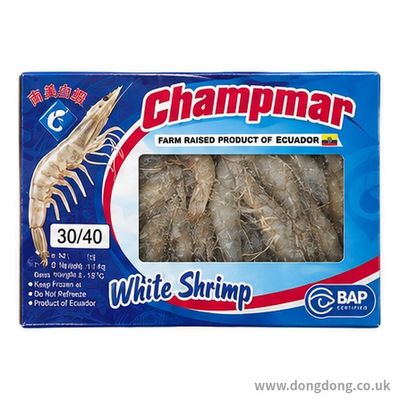 南美白蝦
Champmar
FARM RAISED PRODUCT OF ECUADOR
30/40
• Keep Frozen at
• Do Not Refreeze
• Product of Ecuador
White Shrimp
BAP
CERTIFIED
www.dongdong.co.uk